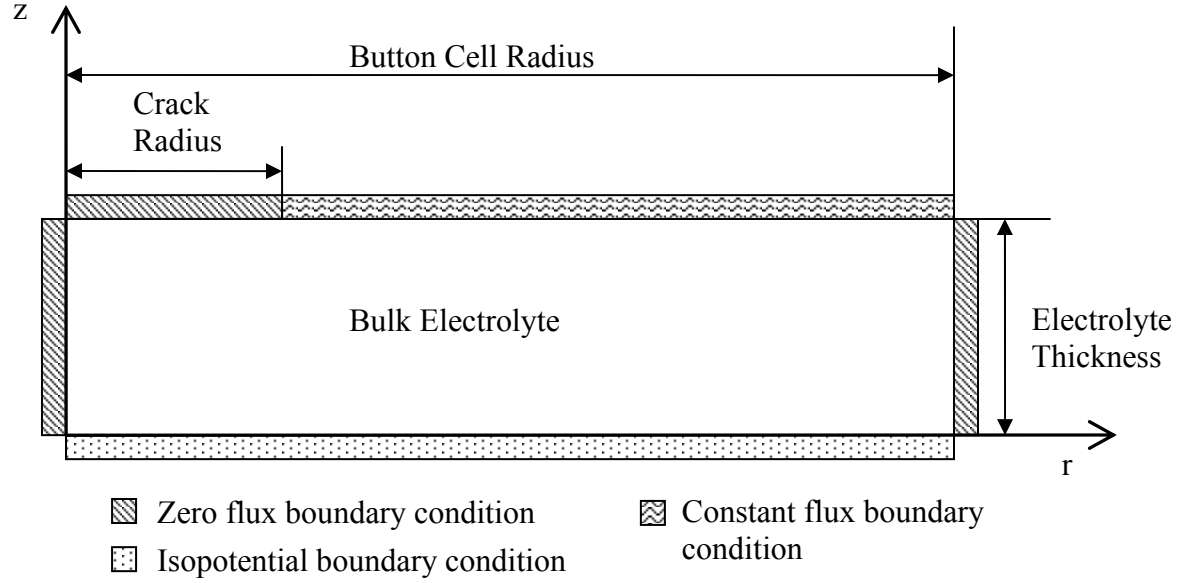 z
Button Cell Radius
Crack
Radius
Bulk Electrolyte
Electrolyte
Thickness
r
Zero flux boundary condition
Constant flux boundary
condition
Isopotential boundary condition